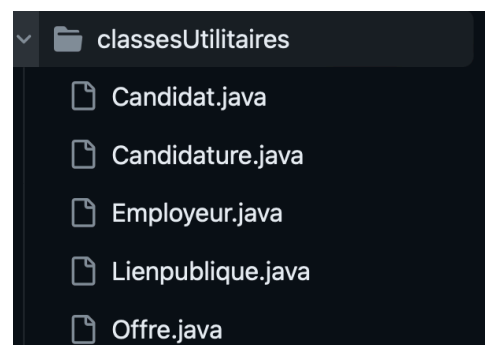 classesUtilitaires
Candidat.java
Candidature.java
Employeur.java
Lienpublique.java
Offre.java